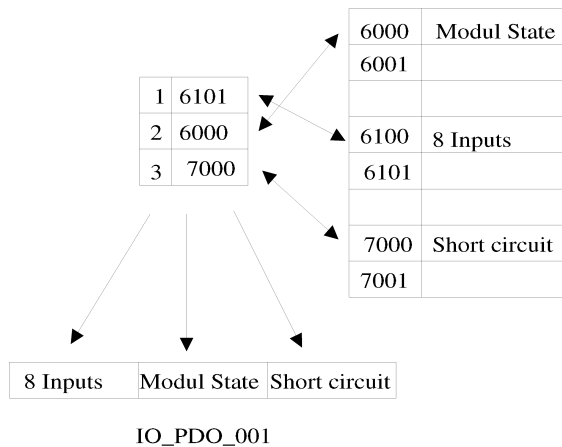 6000 Modul State
6001
1 6101
2 6000
3 7000
6100 8 Inputs
6101
7000 Short circuit
7001
8 Inputs Modul State Short circuit
IO_PDO_001